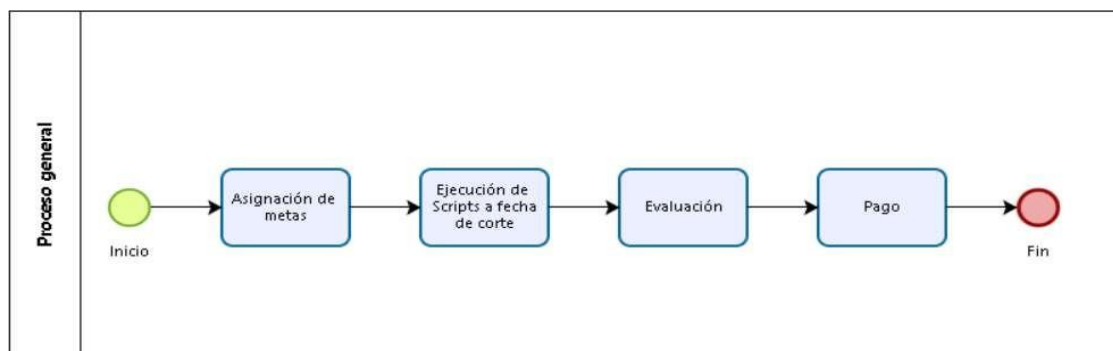 Proceso general
Inicio
Asignación de
metas
Ejecución de
Scripts a fecha
de corte
Evaluación
Pago
Fin